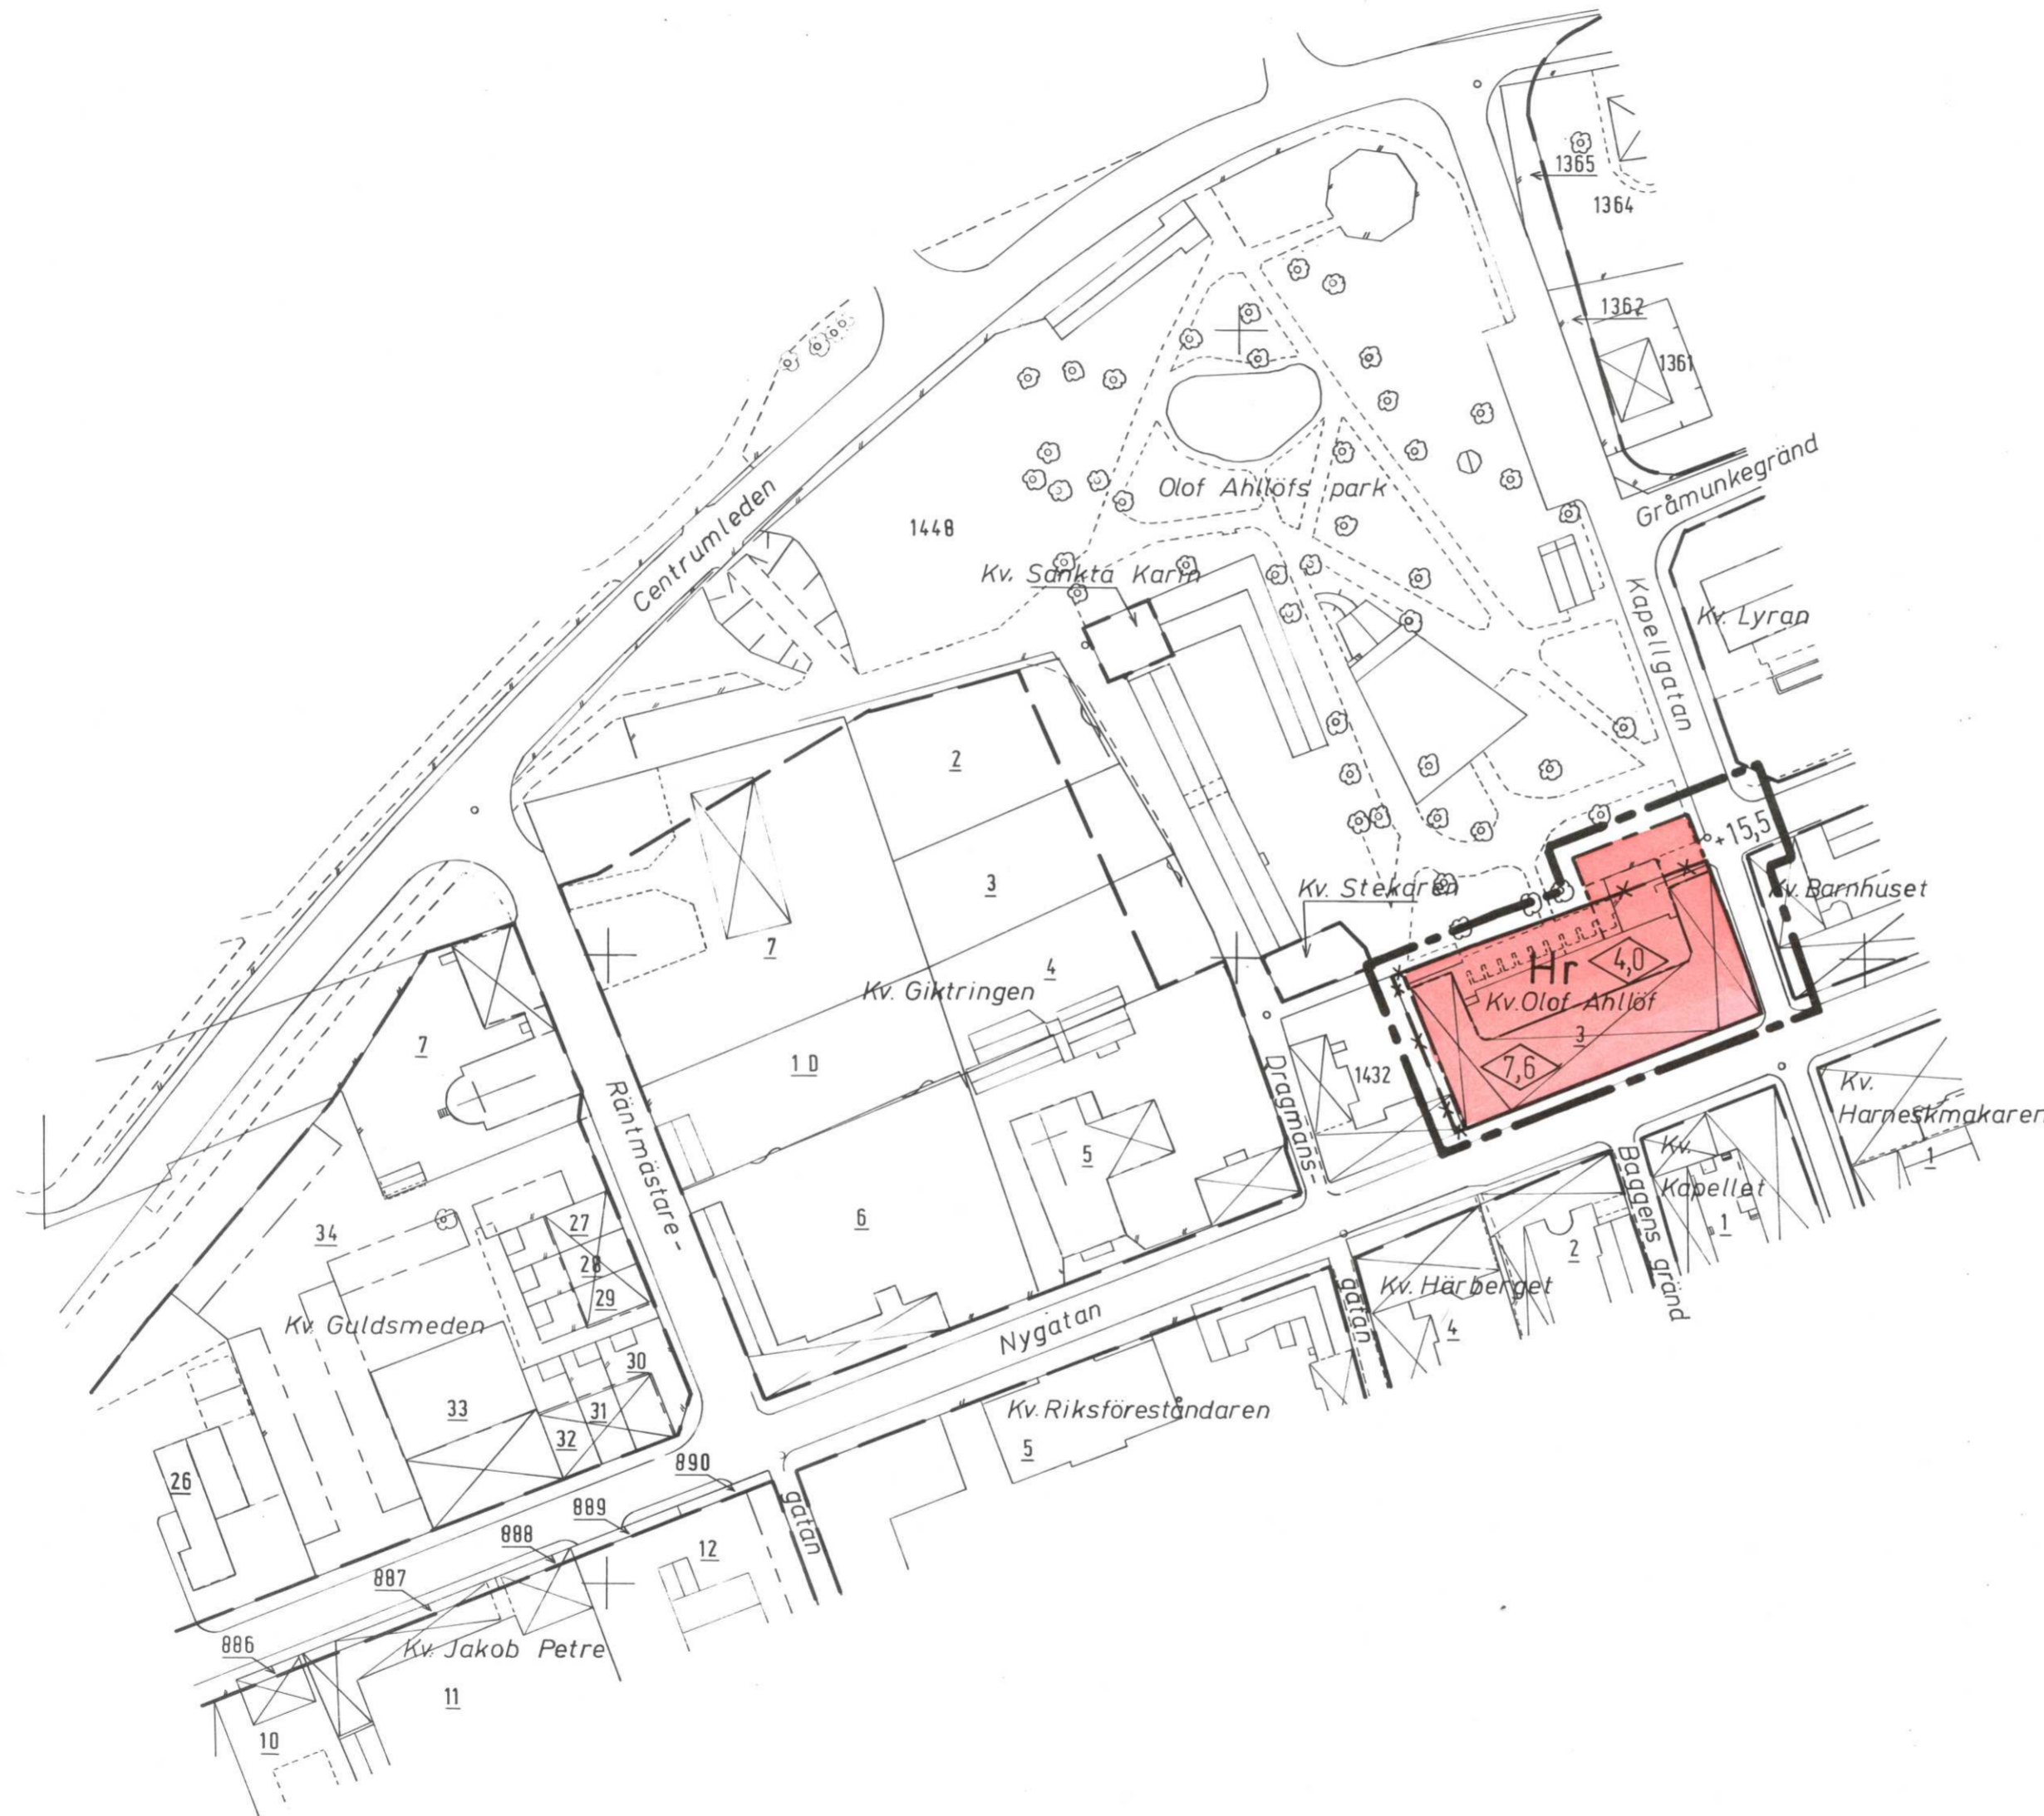 1365
1364
1362
1361
Gråmunkegränd
Centrumleden
Olof Ahllöfs park
1448
Kv. Sankta Karin
Kapellgatan
Kv. Lyran
2
+15,5
3
Kv. Stekaren
Kv. Barnhuset
7
4
Hr
4,0
Kv. Giktringen
Kv. Olof Ahllöf
3
7
1 D
7,6
1432
Dragmans-
gatan
Kv.
Harneskmakaren
1
Räntmästare-
gatan
5
Baggens gränd
Kv.
Kapellet
1
6
34
27
28
29
2
Kv. Guldsmeden
Nygatan
Kv. Härberget
4
30
33
31
32
Kv. Riksföreståndaren
5
26
890
889
888
12
887
886
Kv. Jakob Petre
11
10